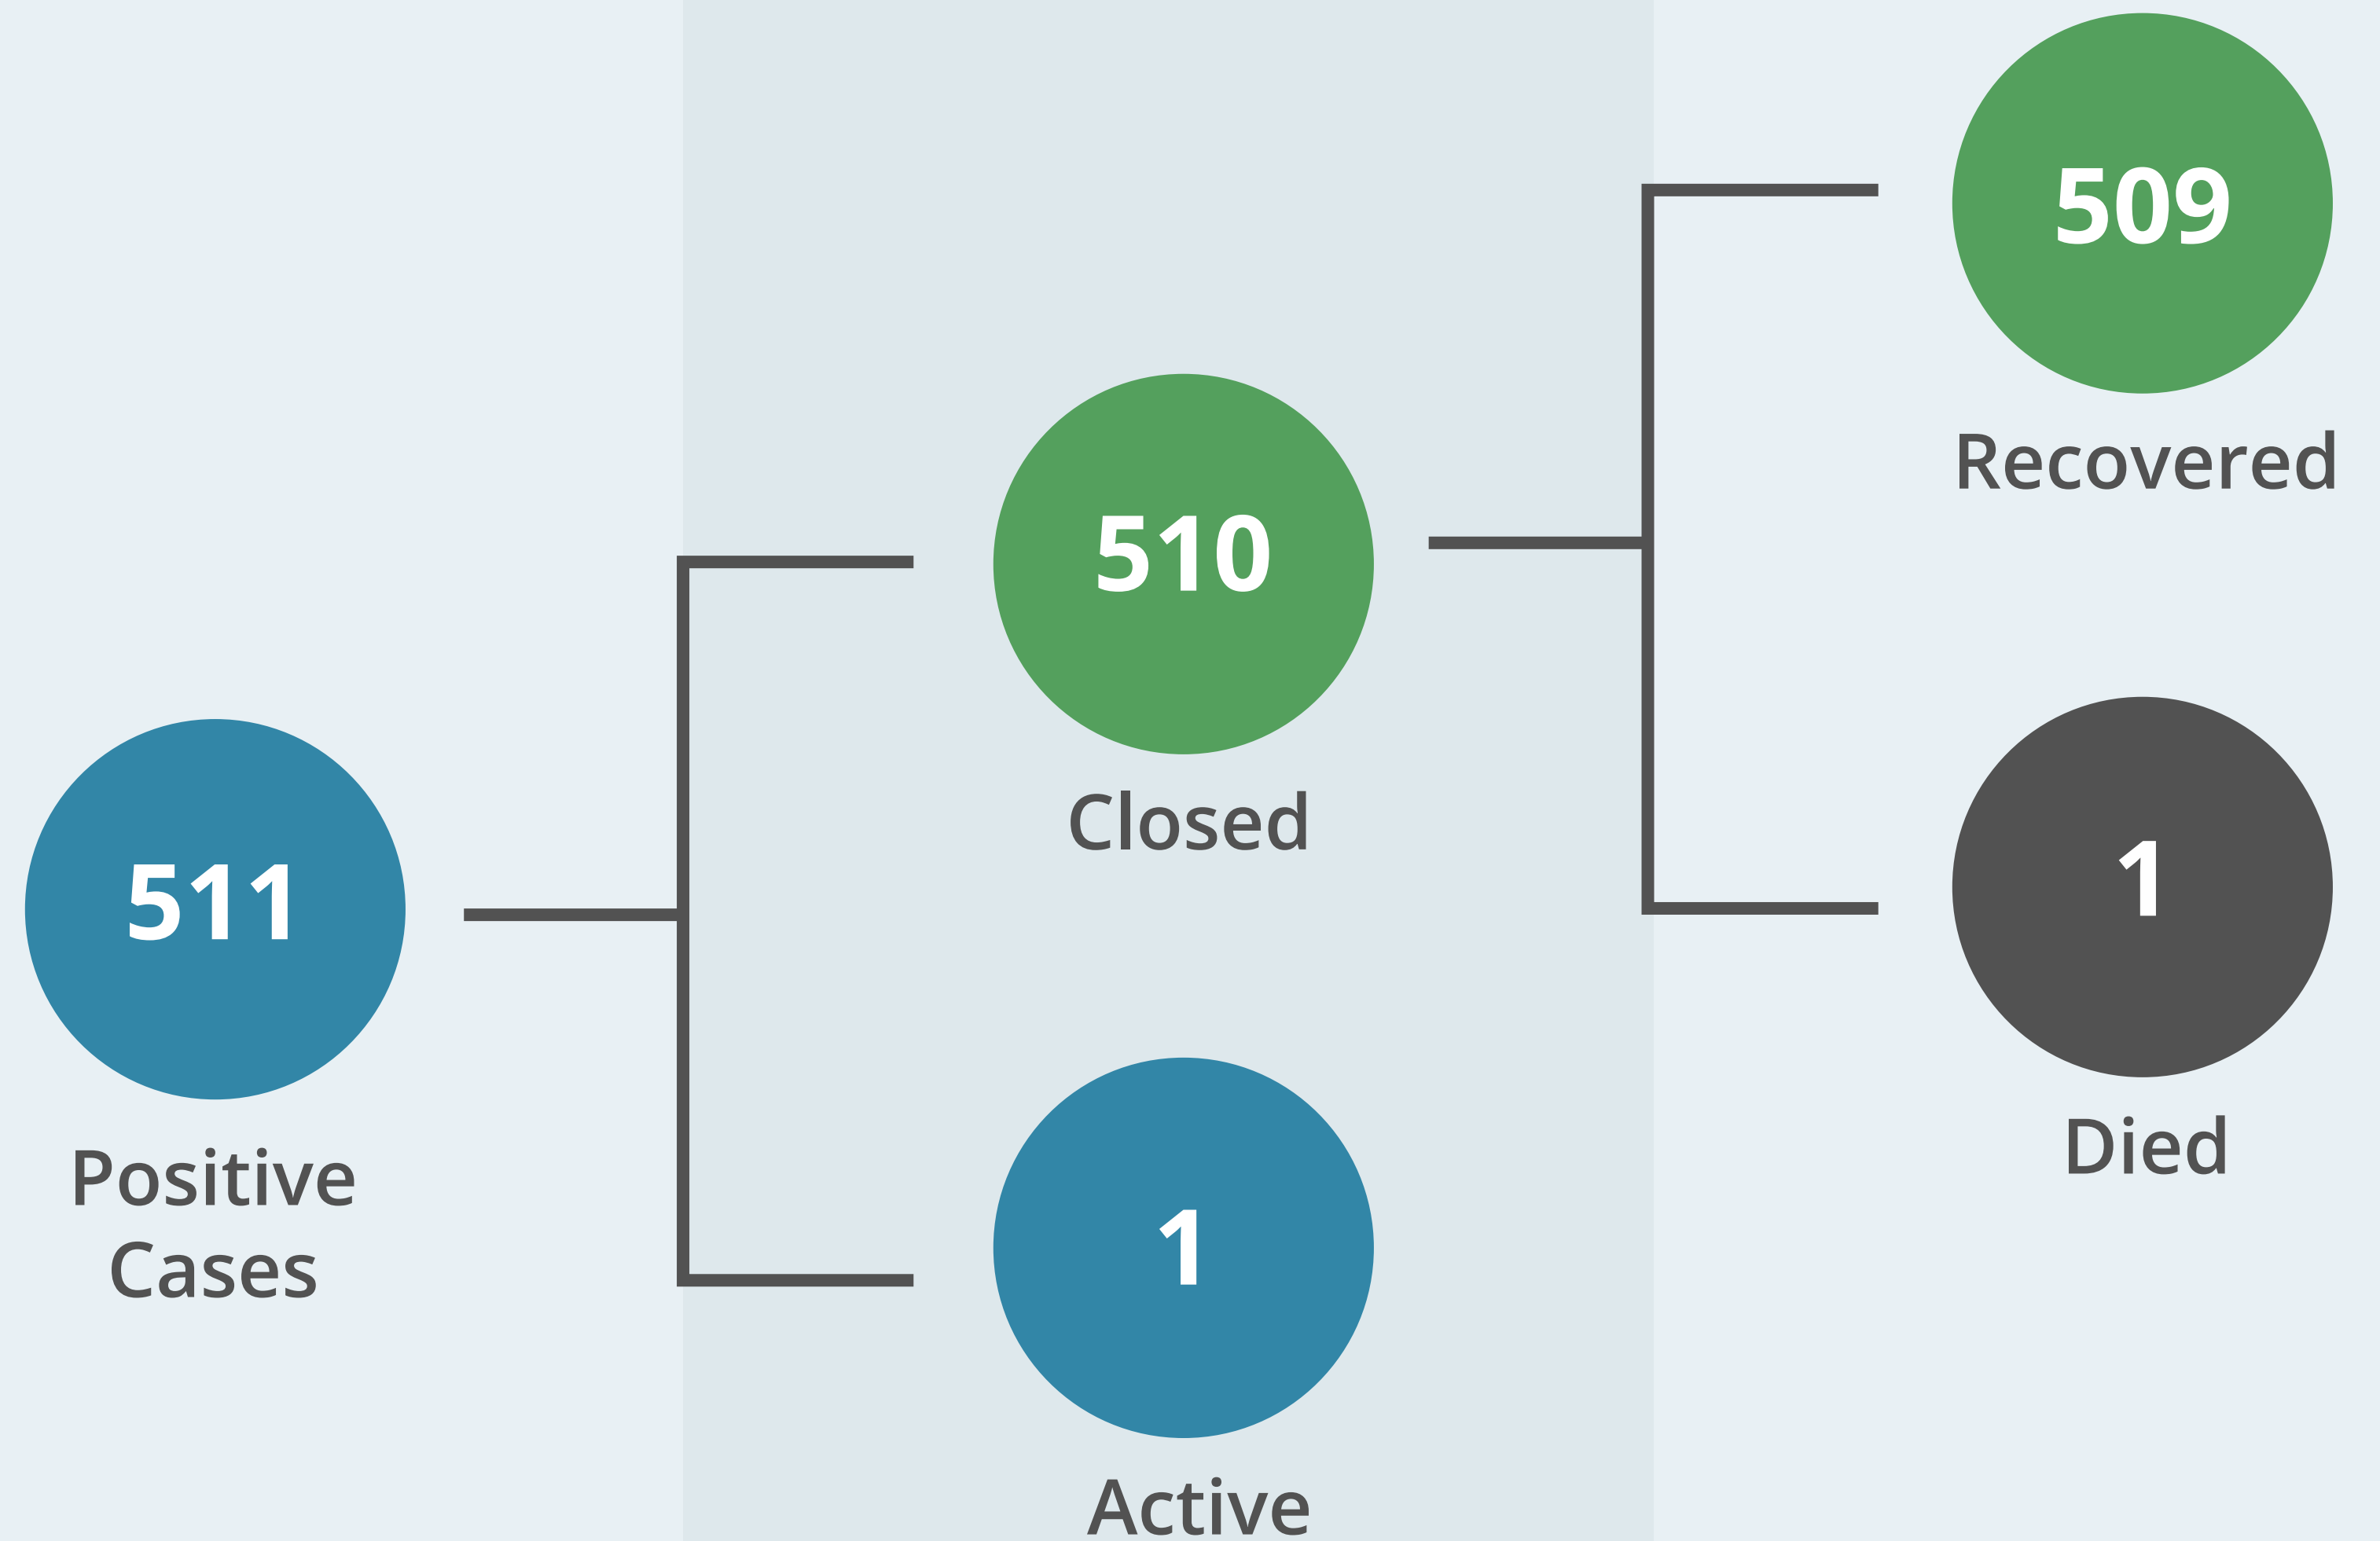 511
Positive
Cases
510
Closed
1
Active
509
Recovered
1
Died